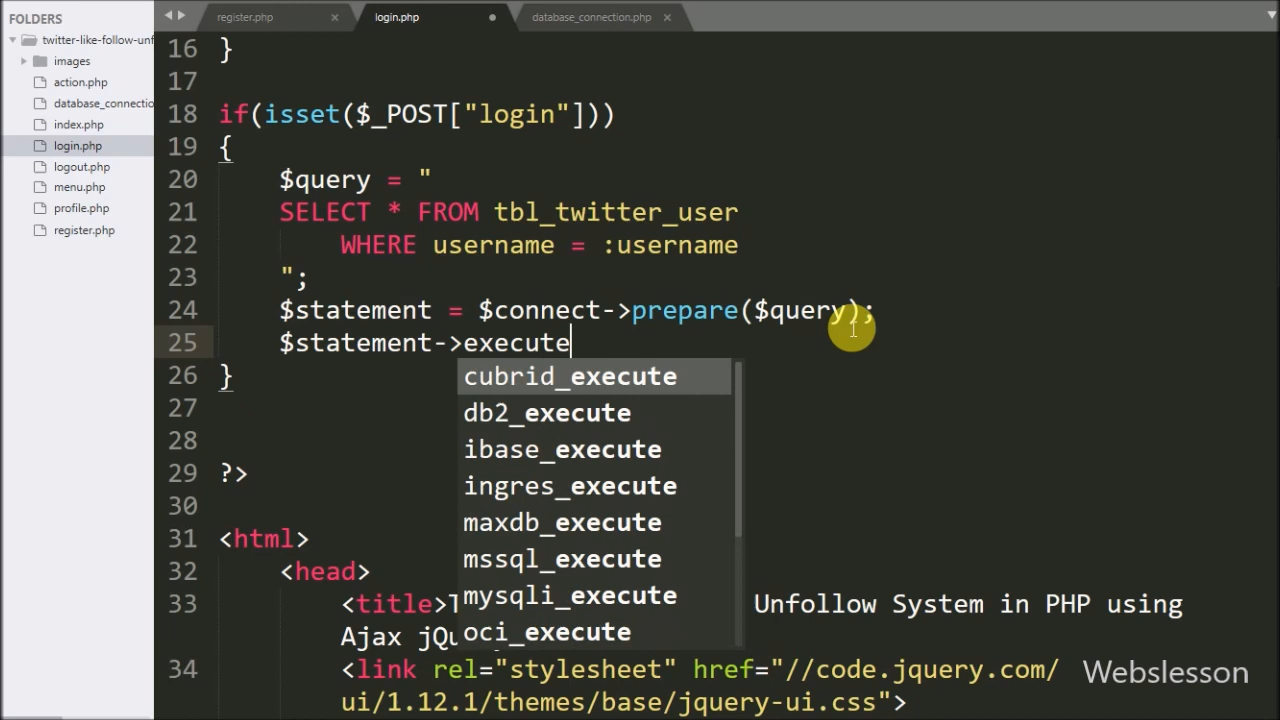 FOLDERS
twitter-like-follow-unf
images
action.php
database_connectio
index.php
login.php
logout.php
menu.php
profile.php
register.php
register.php
login.php
database_connection.php
16 }
17
18 if(isset($_POST["login"]))
19 {
20 $query = "
21 SELECT * FROM tbl_twitter_user
22 WHERE username = :username
23 ";
24 $statement = $connect->prepare($query);
25 $statement->execute
26 }
27
28
29 ?>
30
31 <html>
32 <head>
33 <title>T Unfollow System in PHP using
Ajax jQu
34 <link rel="stylesheet" href="//code.jquery.com/
ui/1.12.1/themes/base/jquery-ui.css">
cubrid_execute
db2_execute
ibase_execute
ingres_execute
maxdb_execute
mssql_execute
mysqli_execute
oci_execute
Webslesson